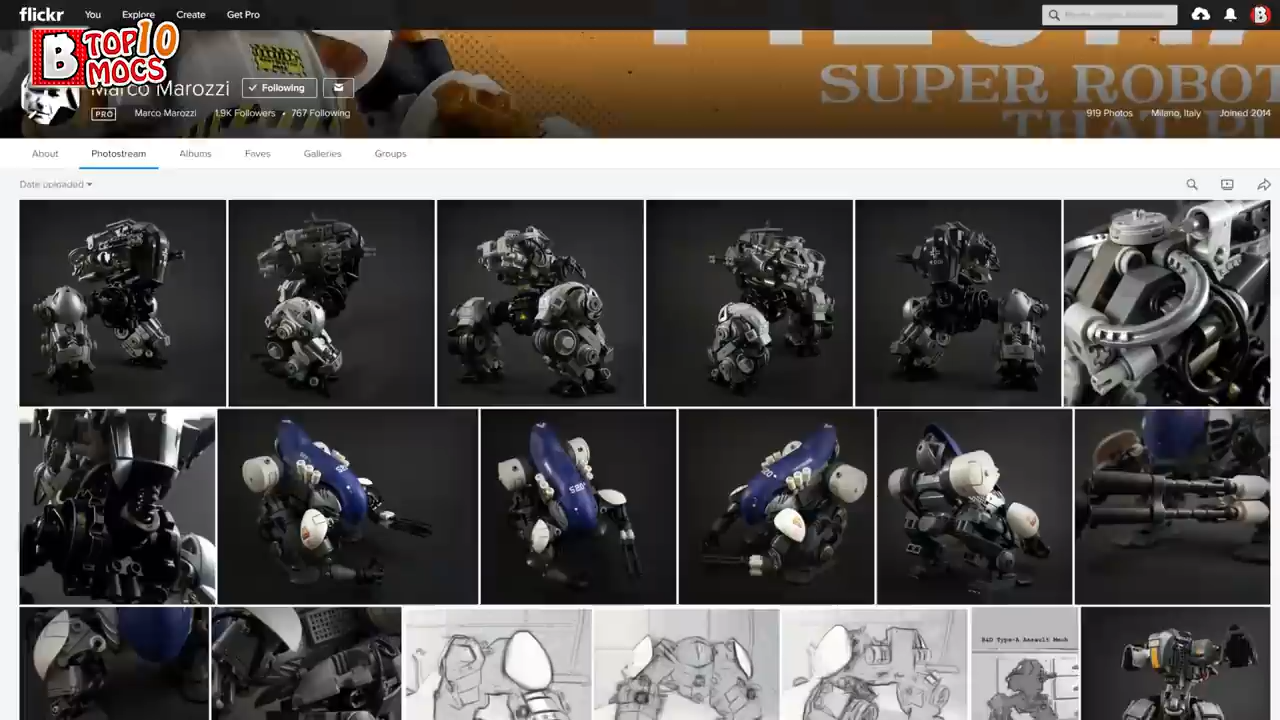 flickr You Explore Create Get Pro
B TOP 10 MOCS
SUPER ROBOT
Marco Marozzi ✓ Following
PRO Marco Marozzi 1.9K Followers • 767 Following 919 Photos Milano, Italy Joined 2014
About Photostream Albums Faves Galleries Groups
Date uploaded
B4D Type-A Assault Mech